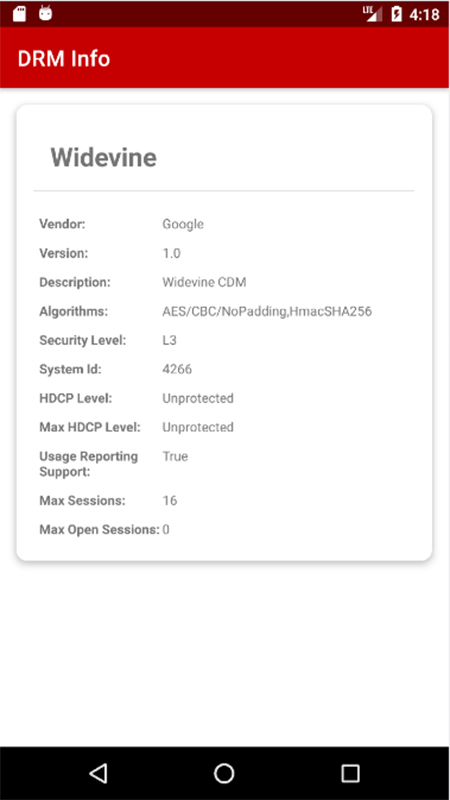 LTE 4:18
DRM Info
Widevine
Vendor: Google
Version: 1.0
Description: Widevine CDM
Algorithms: AES/CBC/NoPadding,HmacSHA256
Security Level: L3
System Id: 4266
HDCP Level: Unprotected
Max HDCP Level: Unprotected
Usage Reporting True
Support:
Max Sessions: 16
Max Open Sessions: 0